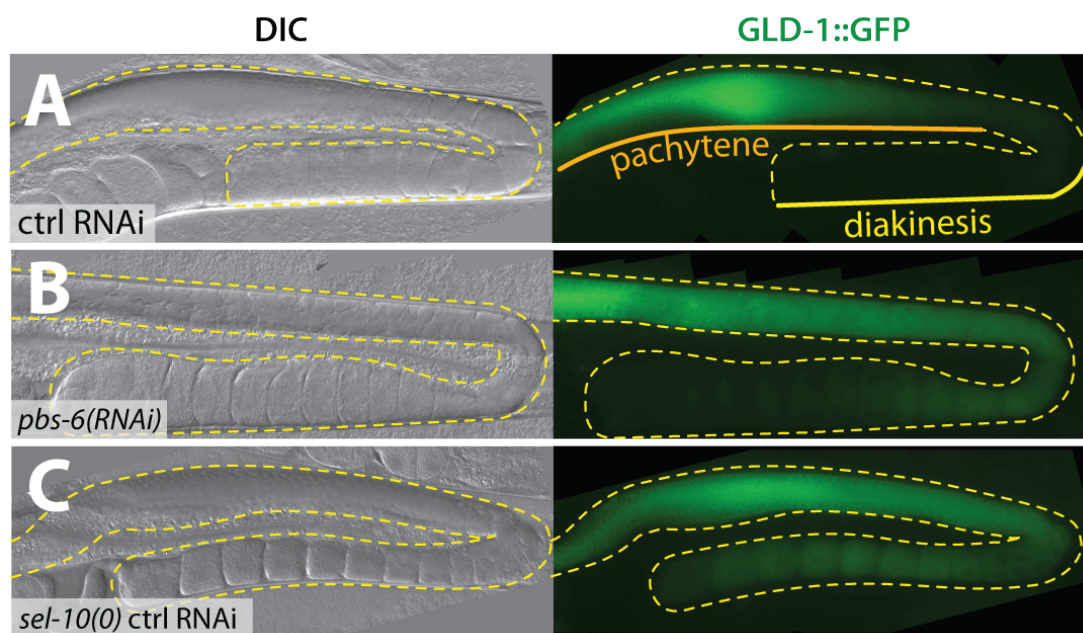 DIC
GLD-1::GFP
A
ctrl RNAi
pachytene
diakinesis
B
pbs-6(RNAi)
C
sel-10(0) ctrl RNAi